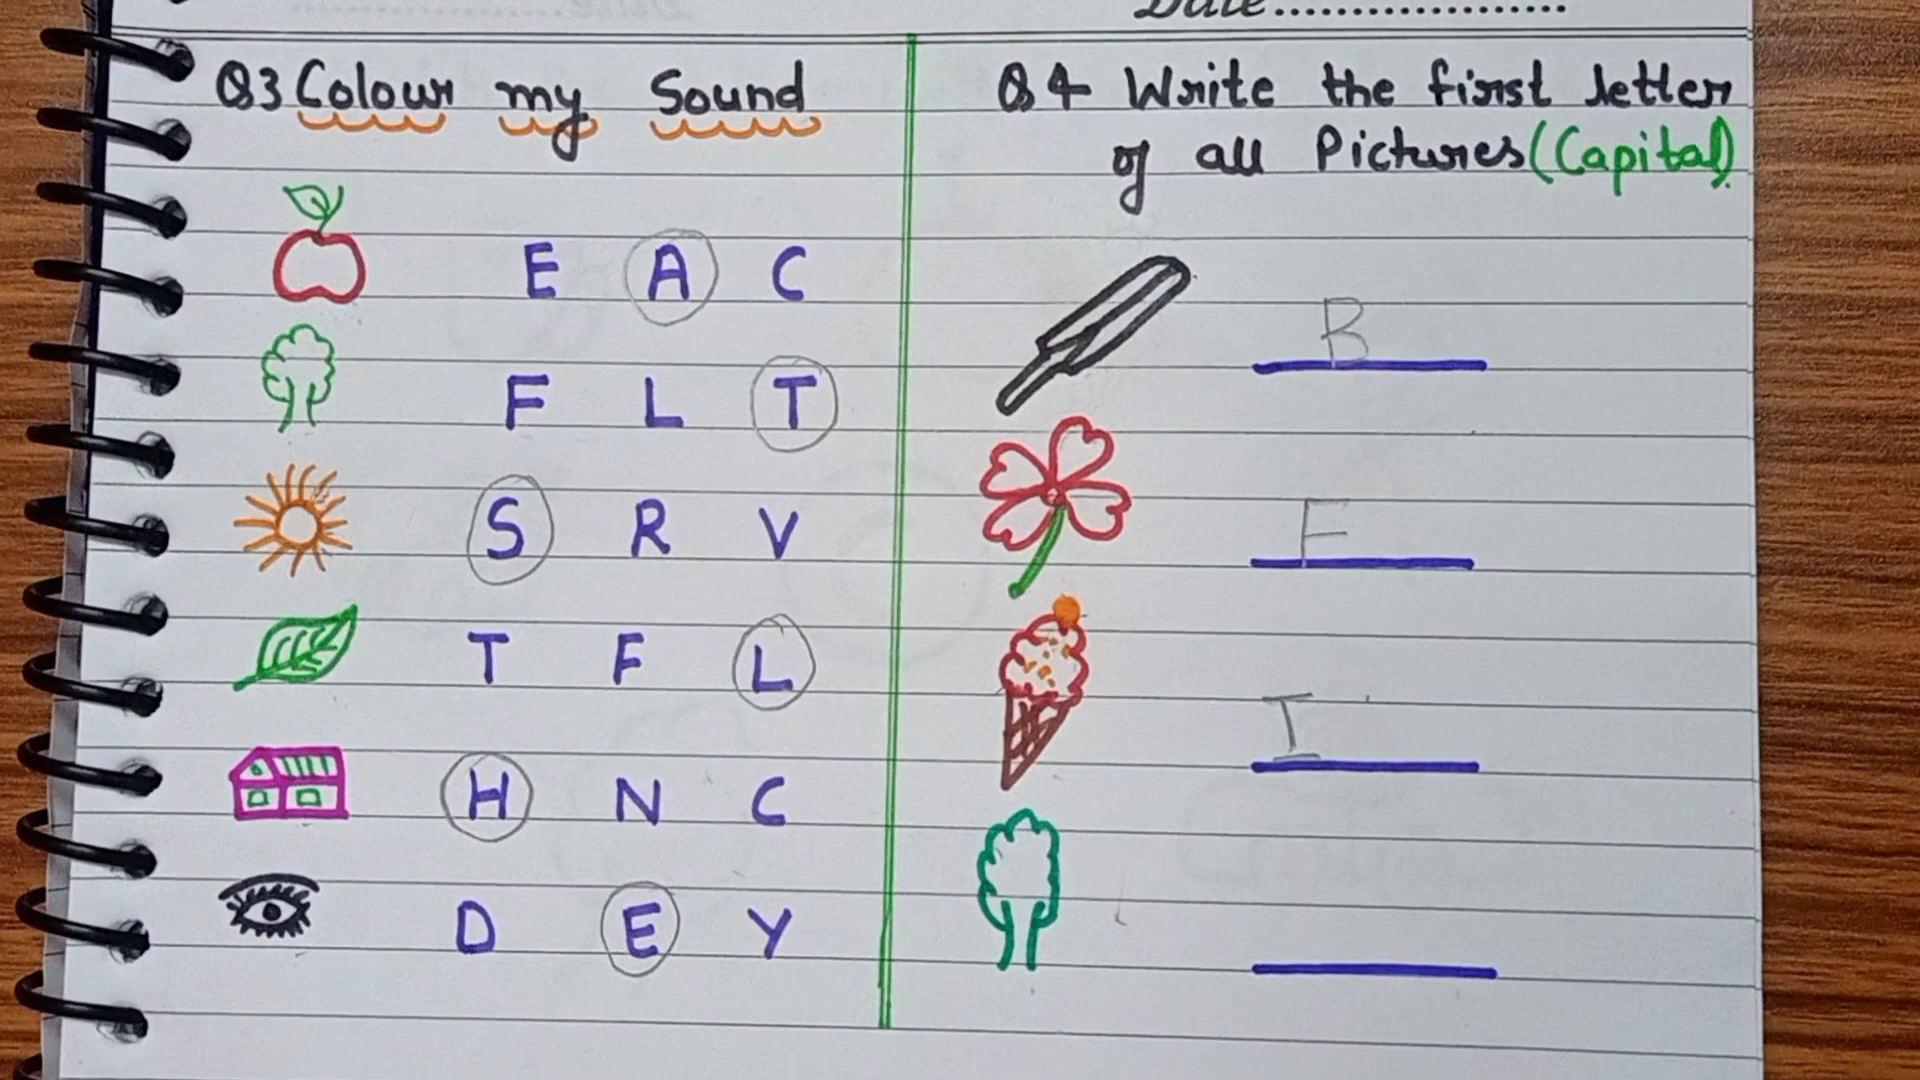 Date....................
Q3 Colour my Sound
E A C
F L T
S R V
T F L
H N C
D E Y
Q4 Write the first letter
of all Pictures (Capital)
B
F
I